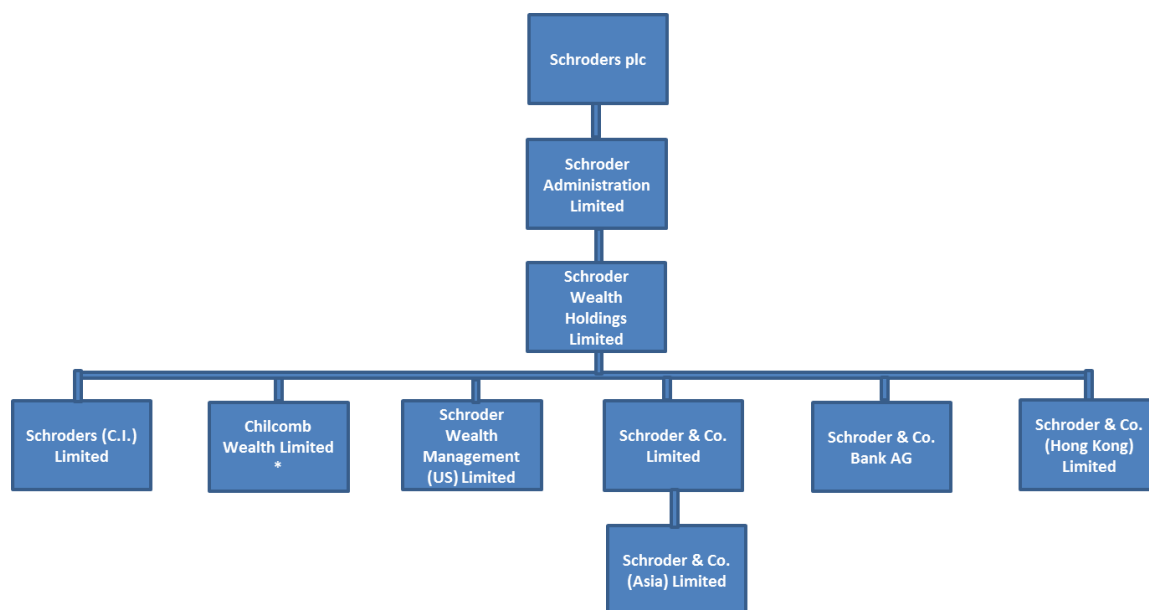 Schroders plc
Schroder
Administration
Limited
Schroder
Wealth
Holdings
Limited
Schroders (C.I.)
Limited
Chilcomb
Wealth Limited
*
Schroder
Wealth
Management
(US) Limited
Schroder & Co.
Limited
Schroder & Co.
Bank AG
Schroder & Co.
(Hong Kong)
Limited
Schroder & Co.
(Asia) Limited